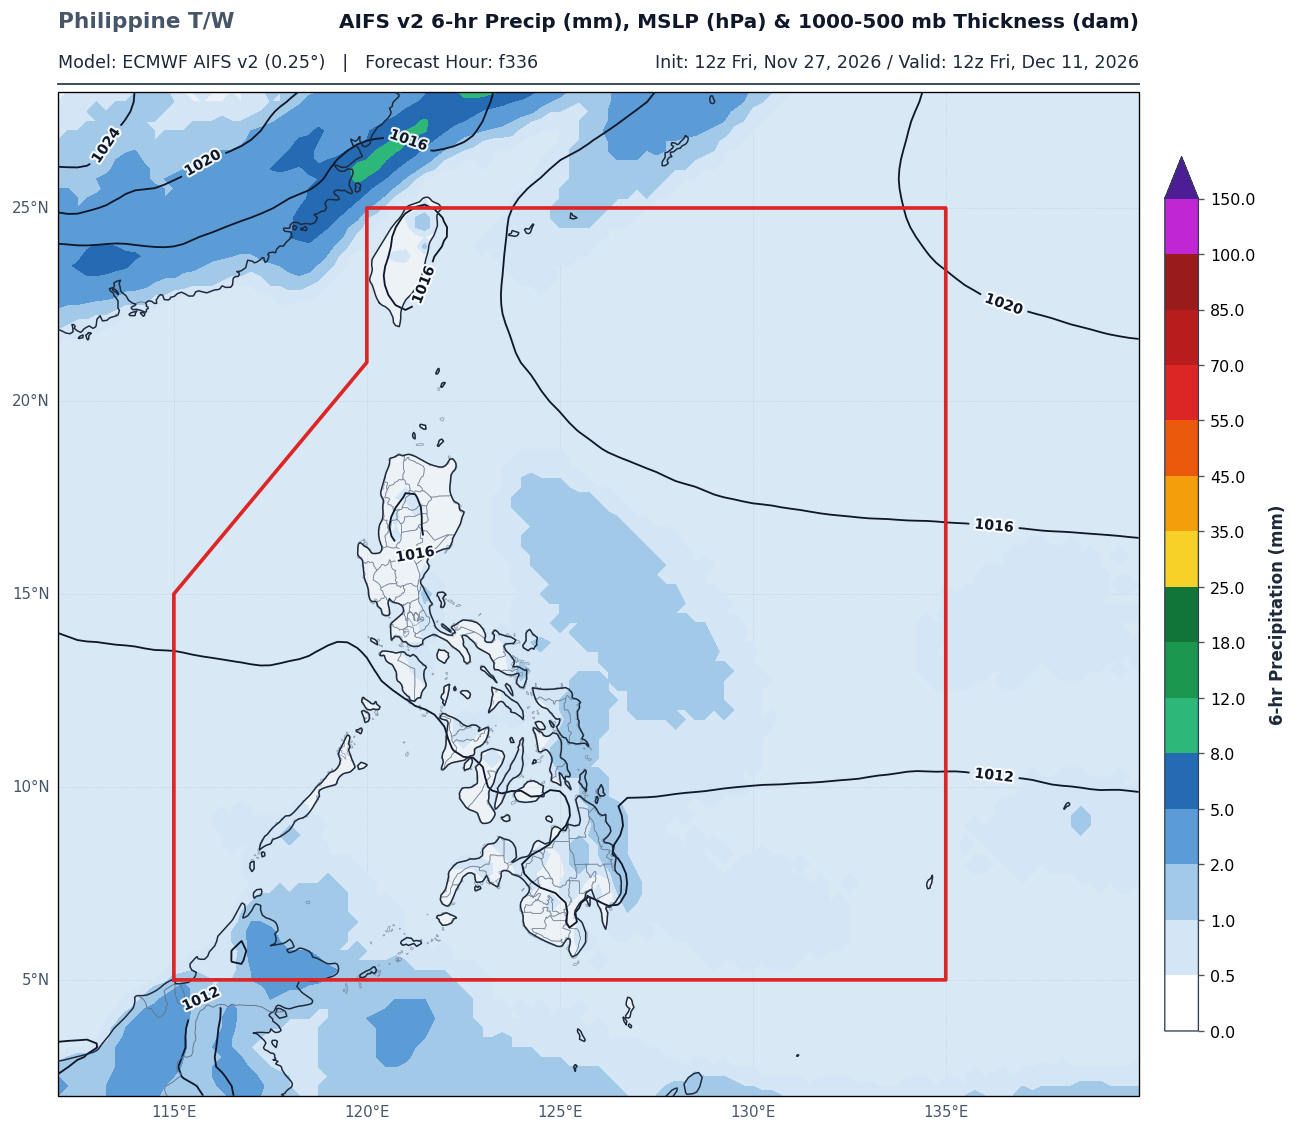 Philippine T/W
AIFS v2 6-hr Precip (mm), MSLP (hPa) & 1000-500 mb Thickness (dam)
Model: ECMWF AIFS v2 (0.25°) | Forecast Hour: f336
Init: 12z Fri, Nov 27, 2026 / Valid: 12z Fri, Dec 11, 2026
1024
1020
1016
1016
1020
1016
1016
1012
1012
25°N
20°N
15°N
10°N
5°N
115°E
120°E
125°E
130°E
135°E
150.0
100.0
85.0
70.0
55.0
45.0
35.0
25.0
18.0
12.0
8.0
5.0
2.0
1.0
0.5
0.0
6-hr Precipitation (mm)